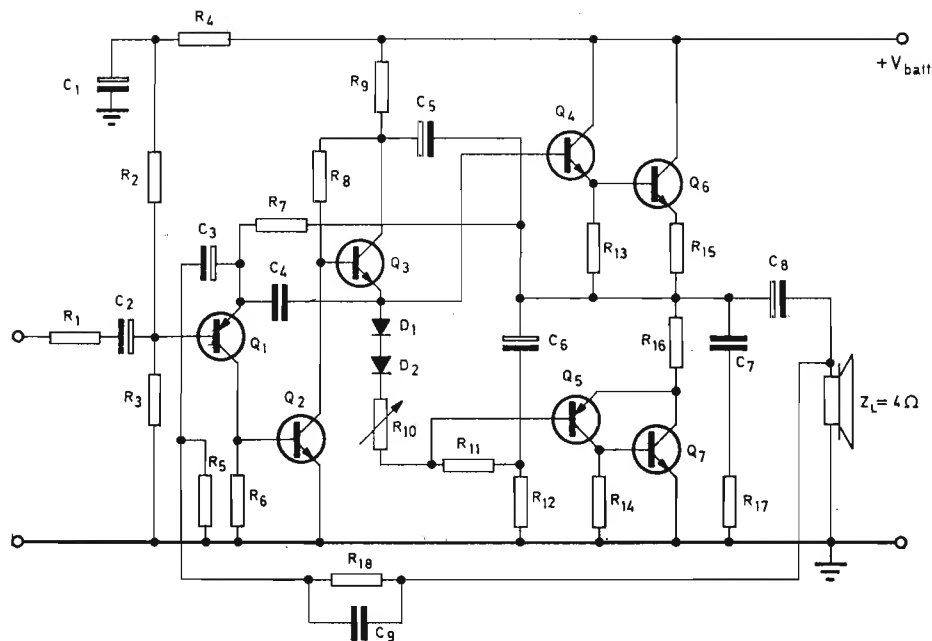 R4
+Vbatt
C1
R9
C5
Q4
R2
R8
Q6
R7
C3
Q3
R13
R15
C4
C8
R1
C2
Q1
D1
C6
R16
C7
D2
Q5
ZL = 4 Ω
R3
Q2
R10
R11
Q7
R5
R6
R12
R14
R17
R18
C9